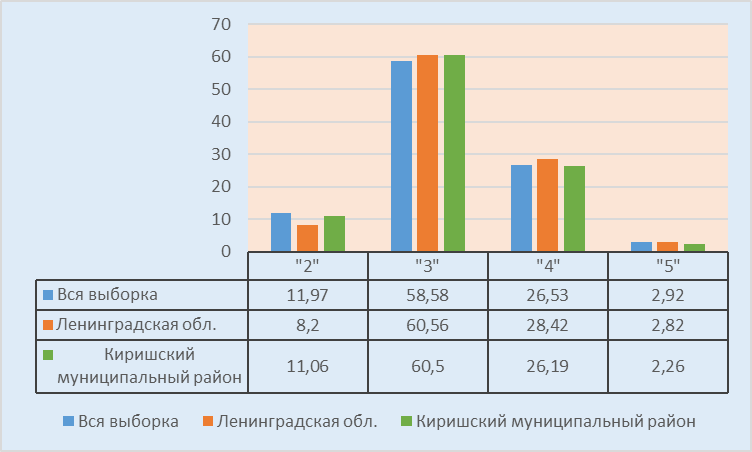 70
60
50
40
30
20
10
0
"2" "3" "4" "5"
Вся выборка 11,97 58,58 26,53 2,92
Ленинградская обл. 8,2 60,56 28,42 2,82
Киришский
муниципальный район 11,06 60,5 26,19 2,26
Вся выборка Ленинградская обл. Киришский муниципальный район